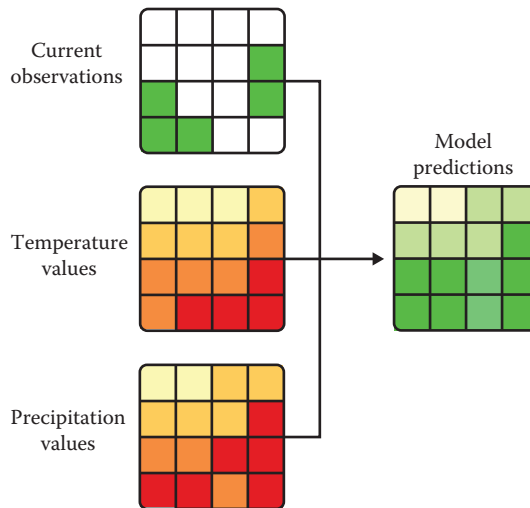 Current
observations
Model
predictions
Temperature
values
Precipitation
values